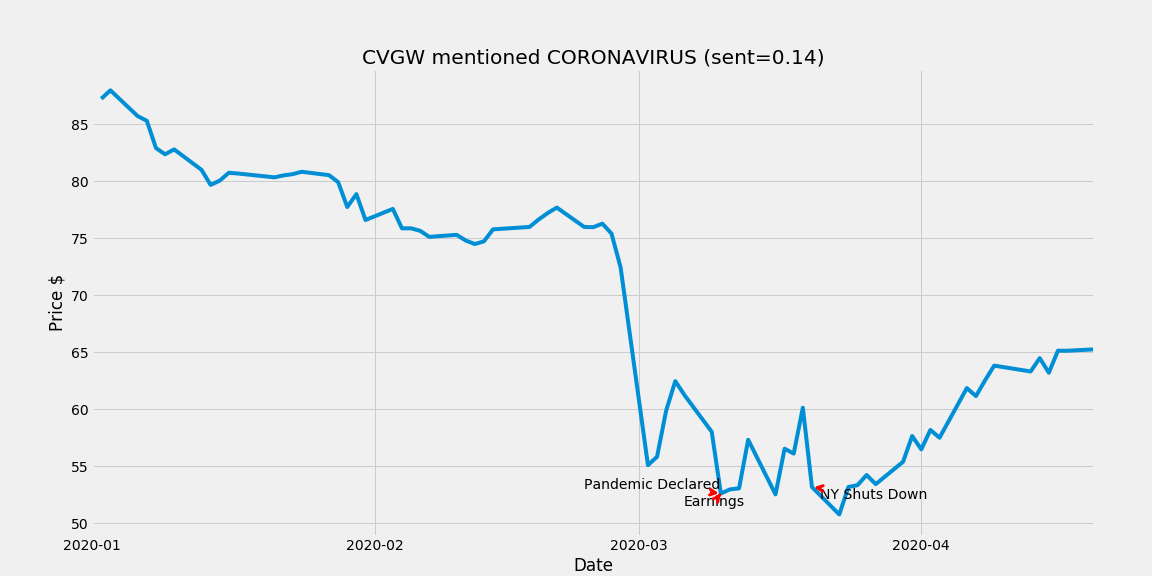 CVGW mentioned CORONAVIRUS (sent=0.14)
Price $
85
80
75
70
65
60
55
50
Pandemic Declared
Earnings
NY Shuts Down
2020-01
2020-02
2020-03
2020-04
Date